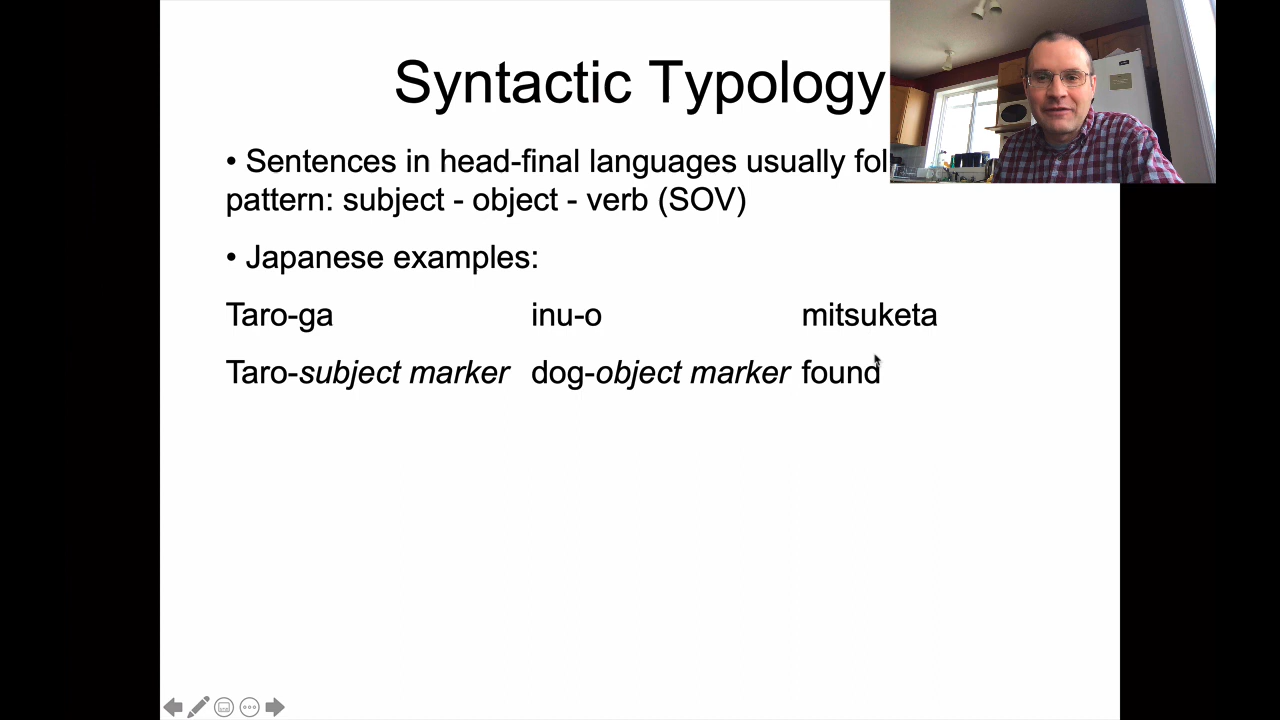 Syntactic Typology
• Sentences in head-final languages usually
pattern: subject - object - verb (SOV)
• Japanese examples:
Taro-ga inu-o mitsuketa
Taro-subject marker dog-object marker found